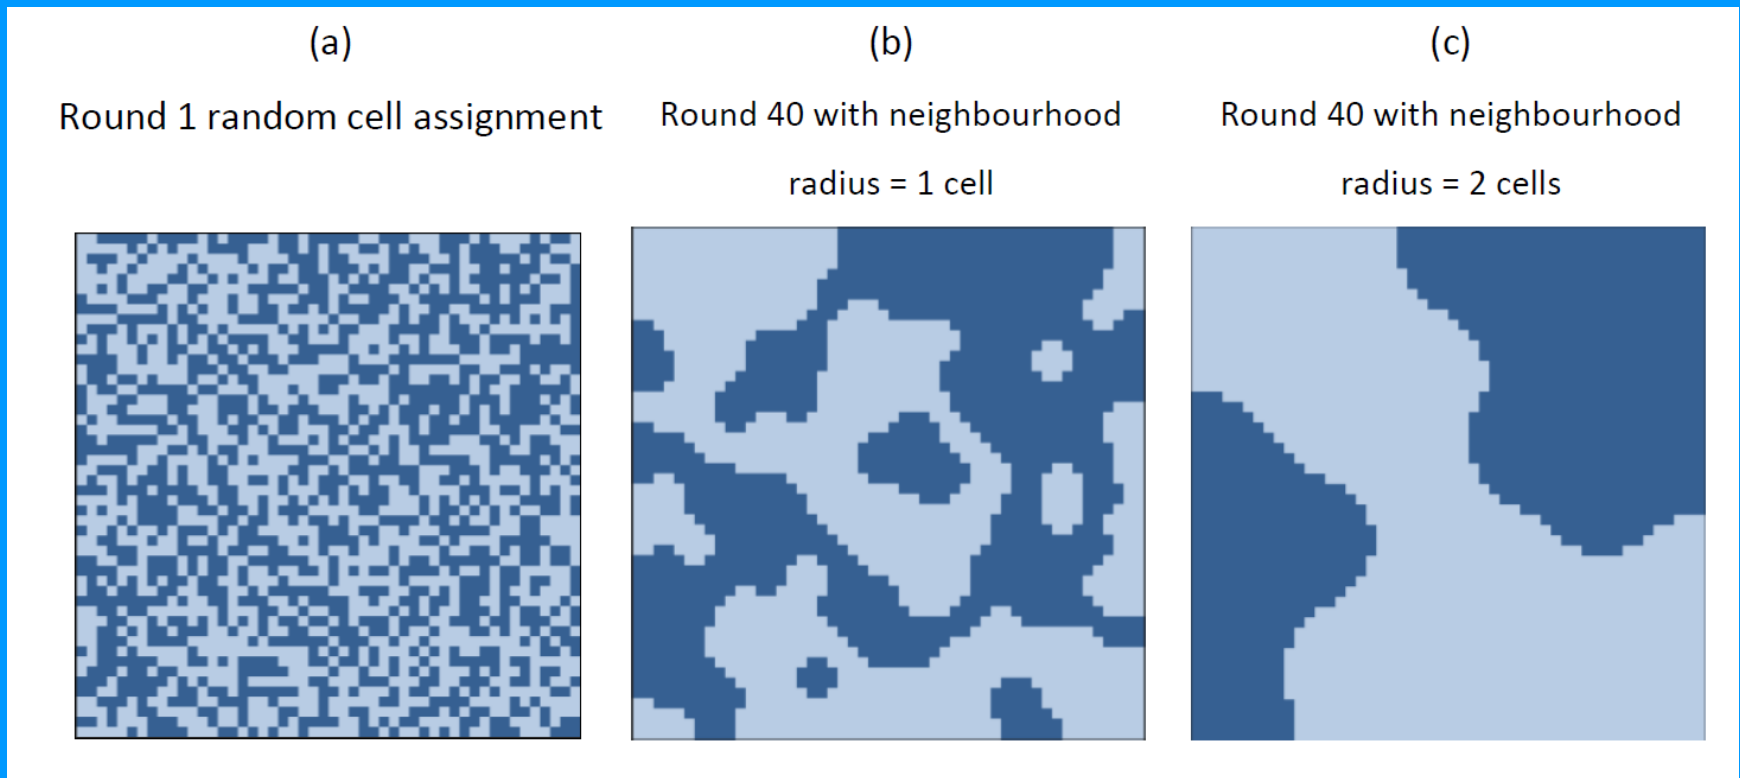 (a)
Round 1 random cell assignment
(b)
Round 40 with neighbourhood
radius = 1 cell
(c)
Round 40 with neighbourhood
radius = 2 cells